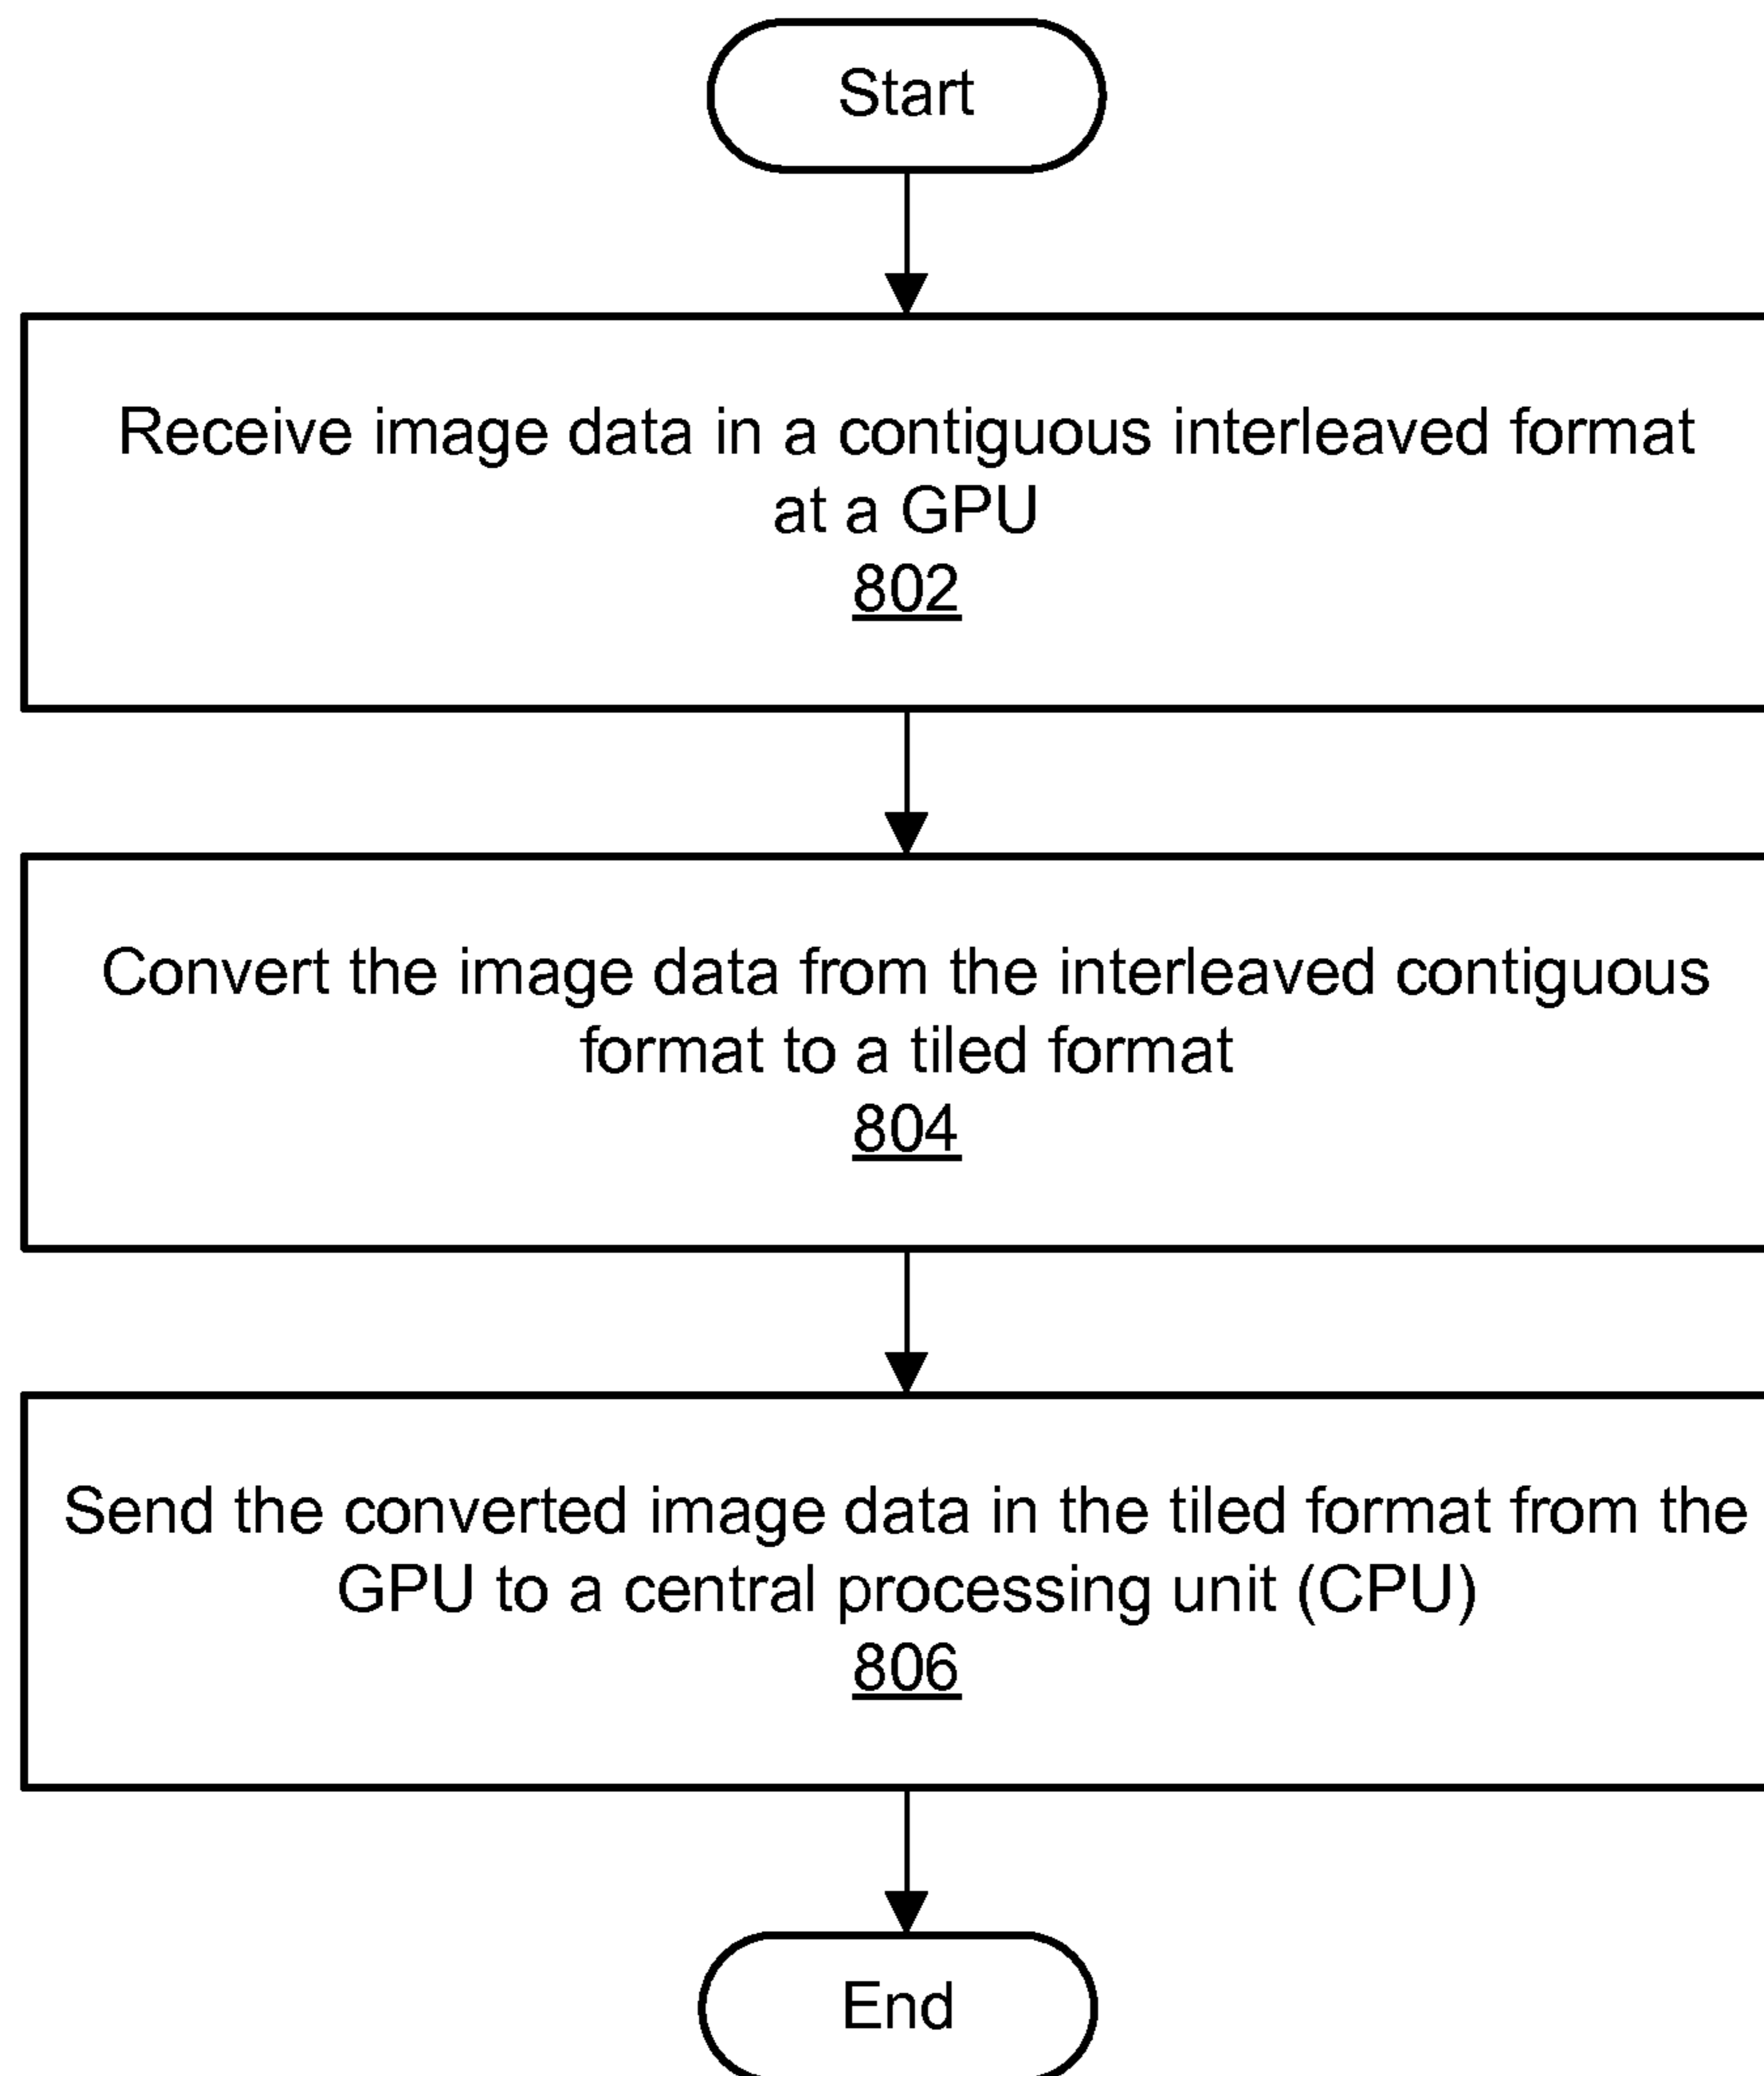 Start
Receive image data in a contiguous interleaved format
at a GPU
802
Convert the image data from the interleaved contiguous
format to a tiled format
804
Send the converted image data in the tiled format from the
GPU to a central processing unit (CPU)
806
End